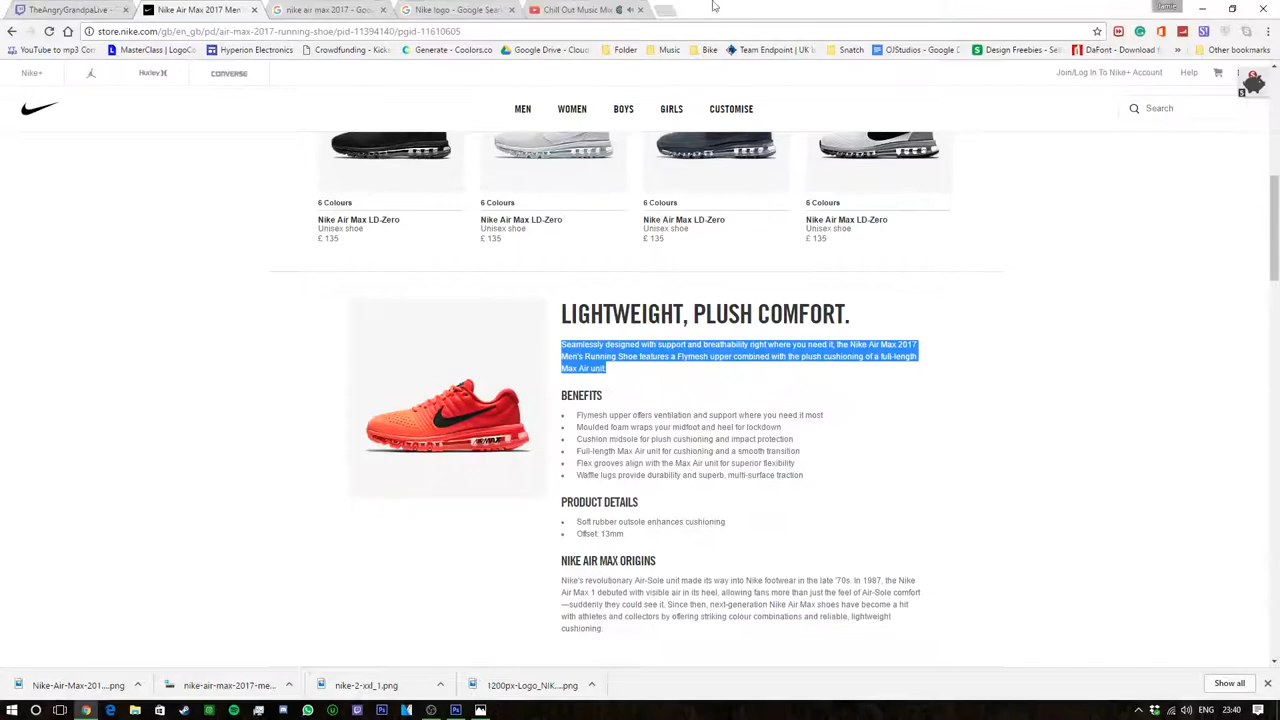 TheAngryGrandpaLive -
Nike Air Max 2017 Men
nike air max 2017 - Goo
Nike logo - Google Sear
Chill Out Music Mix
store.nike.com/gb/en_gb/pd/air-max-2017-running-shoe/pid-11394140/pgid-11610605
YouTube to mp3 Con
MasterClass | LogoCo
Hyperion Electronics
Crowdfunding - Kicks
Generate - Coolors.co
Google Drive - Cloud
Folder
Music
Bike
Team Endpoint | UK b
Snatch
OJStudios - Google D
Design Freebies - Sel
DaFont - Desi
Other bookmarks
Nike+
Hurley
CONVERSE
Join/Log In To Nike+ Account
Help
MEN
WOMEN
BOYS
GIRLS
CUSTOMISE
Search
6 Colours
6 Colours
6 Colours
6 Colours
Nike Air Max LD-Zero
Nike Air Max LD-Zero
Nike Air Max LD-Zero
Nike Air Max LD-Zero
Unisex shoe
Unisex shoe
Unisex shoe
Unisex shoe
£ 135
£ 135
£ 135
£ 135
LIGHTWEIGHT, PLUSH COMFORT.
Seamlessly designed with support and breathability right where you need it, the Nike Air Max 2017
Men's Running Shoe features a Flymesh upper combined with the plush cushioning of a full-length
Max Air unit.
BENEFITS
• Flymesh upper offers ventilation and support where you need it most
• Moulded foam wraps your midfoot and heel for lockdown
• Cushion midsole for plush cushioning and impact protection
• Full-length Max Air unit for cushioning and a smooth transition
• Flex grooves align with the Max Air unit for superior flexibility
• Waffle lugs provide durability and superb, multi-surface traction
AIRMAX
PRODUCT DETAILS
• Soft rubber outsole enhances cushioning
• Offset: 13mm
NIKE AIR MAX ORIGINS
Nike's revolutionary Air-Sole unit made its way into Nike footwear in the late '70s. In 1987, the Nike
Air Max 1 debuted with visible air in its heel, allowing fans more than just the feel of Air-Sole comfort
—suddenly they could see it. Since then, next-generation Nike Air Max shoes have become a hit
with athletes and collectors by offering striking colour combinations and reliable, lightweight
cushioning.
Nike-Air-Max-201....png
nike-air-max-2017-me...
nike-2-xxl_1.png
1200px-Logo_NIK....png
Show all
ENG
23:40